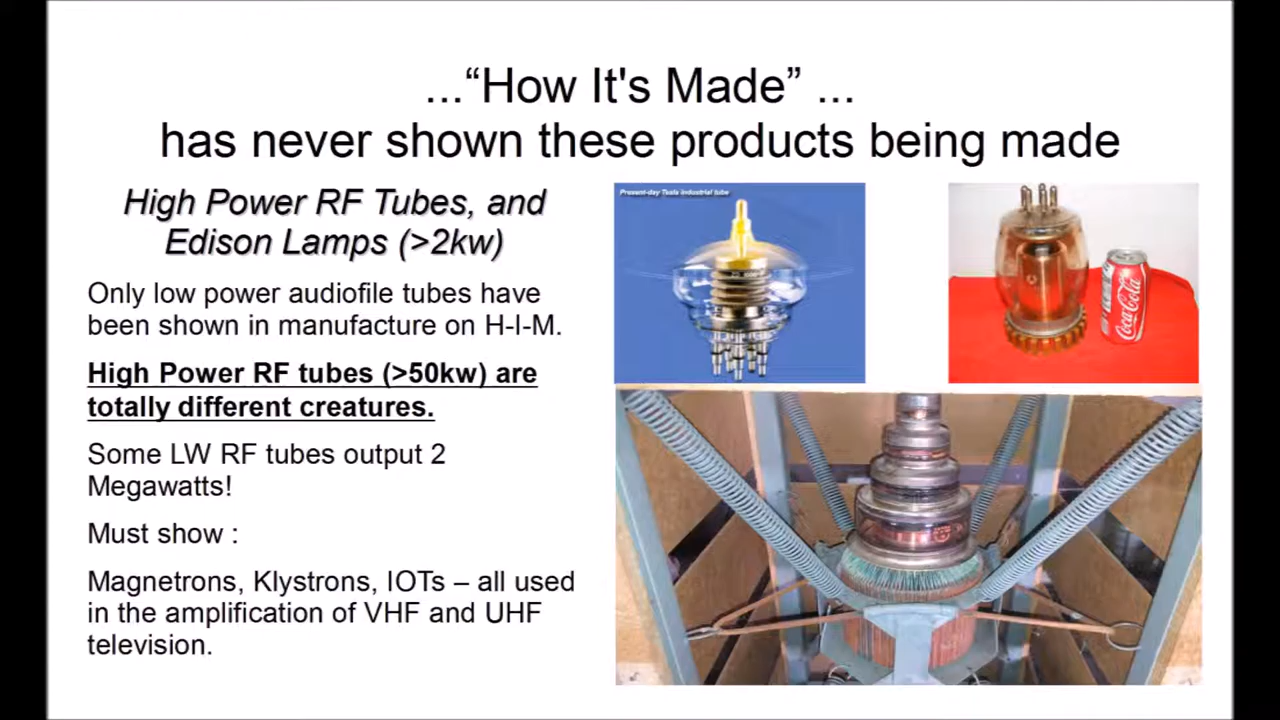 ...“How It's Made” ...
has never shown these products being made
High Power RF Tubes, and
Edison Lamps (>2kw)
Only low power audiofile tubes have
been shown in manufacture on H-I-M.
High Power RF tubes (>50kw) are
totally different creatures.
Some LW RF tubes output 2
Megawatts!
Must show :
Magnetrons, Klystrons, IOTs – all used
in the amplification of VHF and UHF
television.
Present-day Tesla industrial tube
Coca-Cola